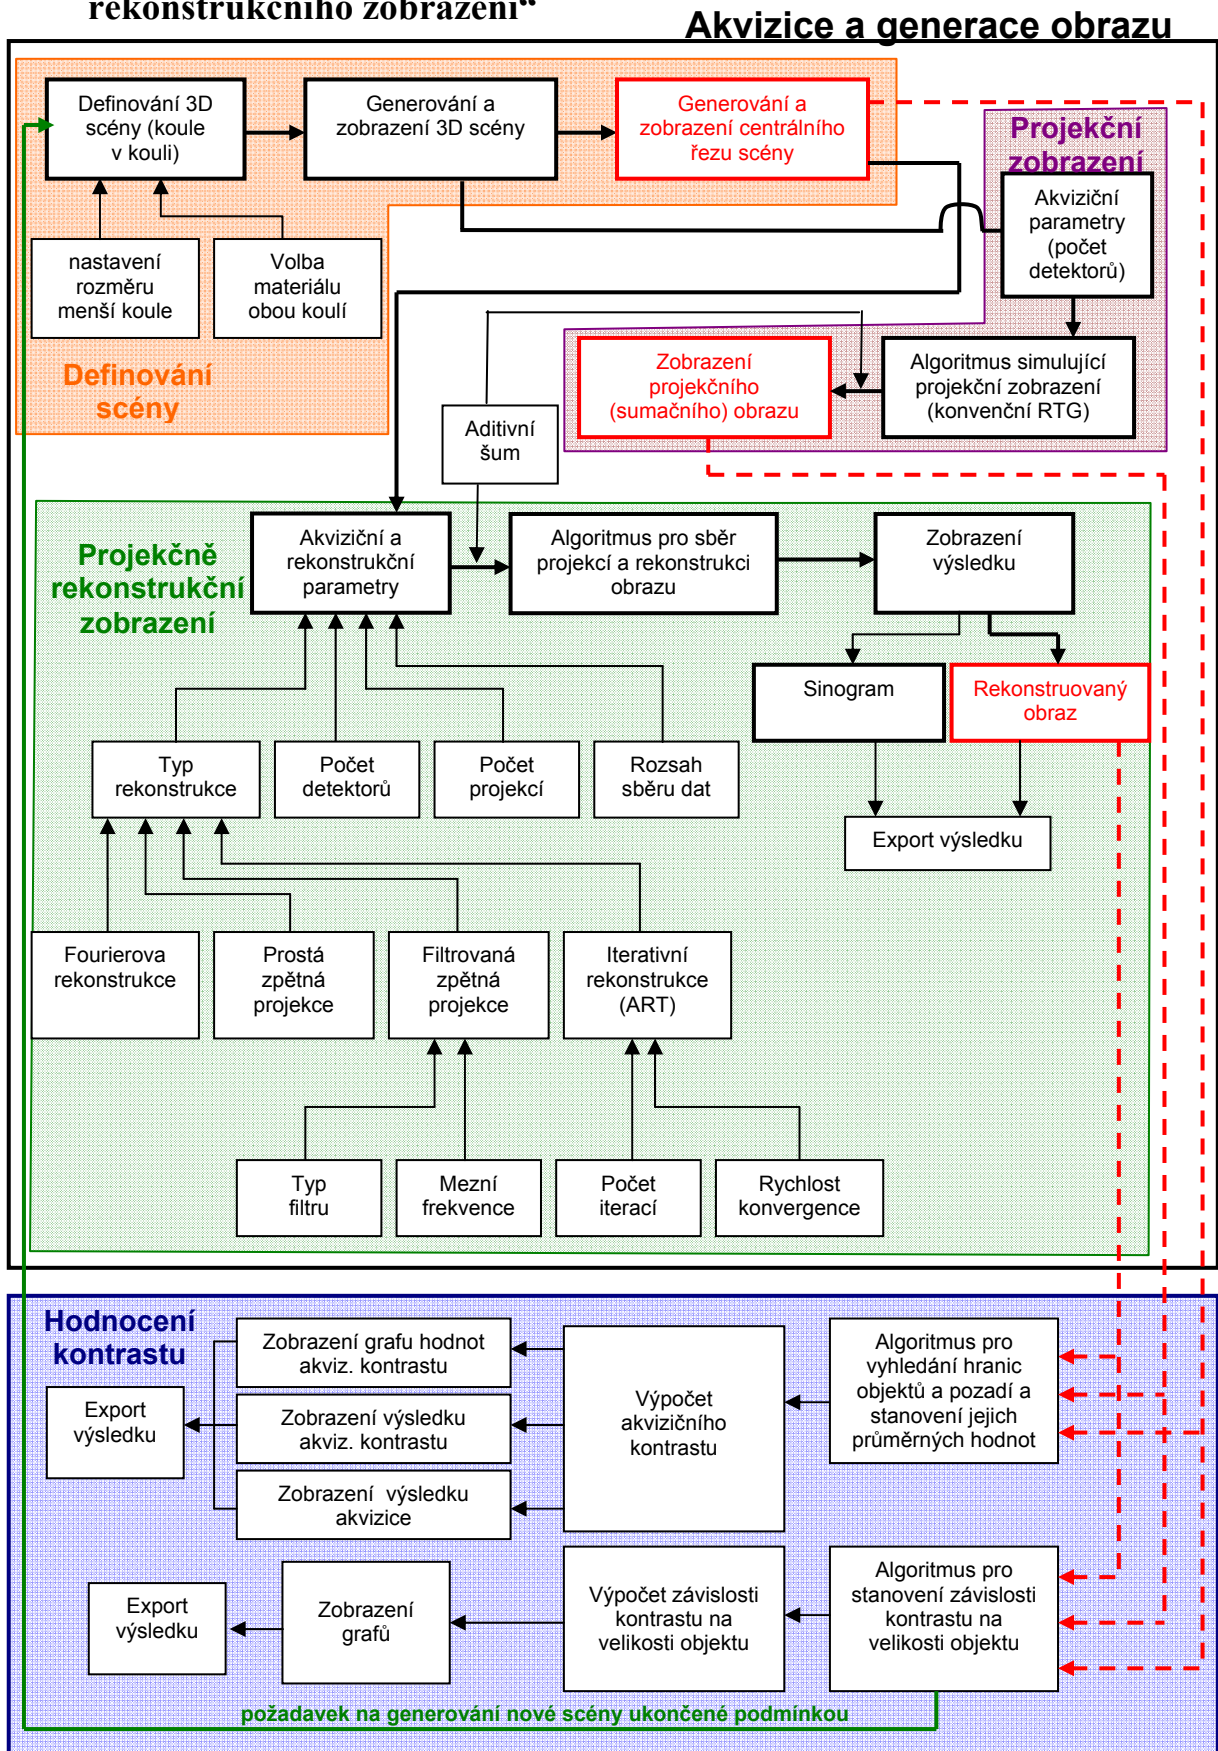 rekonstrukčního zobrazení“
Akvizice a generace obrazu
Definování 3D
scény (koule
v kouli)
Generování a
zobrazení 3D scény
Generování a
zobrazení centrálního
řezu scény
Projekční
zobrazení
Akviziční
parametry
(počet
detektorů)
nastavení
rozměru
menší koule
Volba
materiálu
obou koulí
Definování
scény
Zobrazení
projekčního
(sumačního) obrazu
Algoritmus simulující
projekční zobrazení
(konvenční RTG)
Aditivní
šum
Projekčně
rekonstrukční
zobrazení
Akviziční a
rekonstrukční
parametry
Algoritmus pro sběr
projekcí a rekonstrukci
obrazu
Zobrazení
výsledku
Sinogram
Rekonstruovaný
obraz
Typ
rekonstrukce
Počet
detektorů
Počet
projekcí
Rozsah
sběru dat
Export výsledku
Fourierova
rekonstrukce
Prostá
zpětná
projekce
Filtrovaná
zpětná
projekce
Iterativní
rekonstrukce
(ART)
Typ
filtru
Mezní
frekvence
Počet
iterací
Rychlost
konvergence
Hodnocení
kontrastu
Zobrazení grafu hodnot
akviz. kontrastu
Export
výsledku
Zobrazení výsledku
akviz. kontrastu
Zobrazení  výsledku
akvizice
Výpočet
akvizičního
kontrastu
Algoritmus pro
vyhledání hranic
objektů a pozadí a
stanovení jejich
průměrných hodnot
Export
výsledku
Zobrazení
grafů
Výpočet závislosti
kontrastu na
velikosti objektu
Algoritmus pro
stanovení závislosti
kontrastu na
velikosti objektu
požadavek na generování nové scény ukončené podmínkou